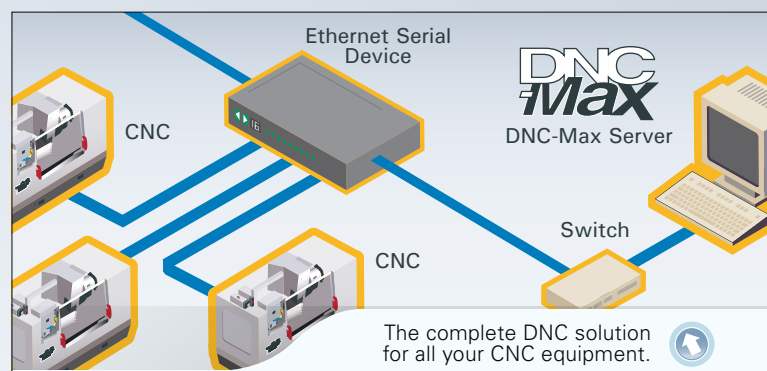 Ethernet Serial
Device
DNC
-Max
DNC-Max Server
CNC
16
Switch
CNC
The complete DNC solution
for all your CNC equipment.